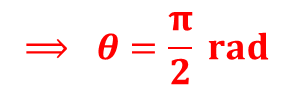 ⟹ θ = π/2 rad